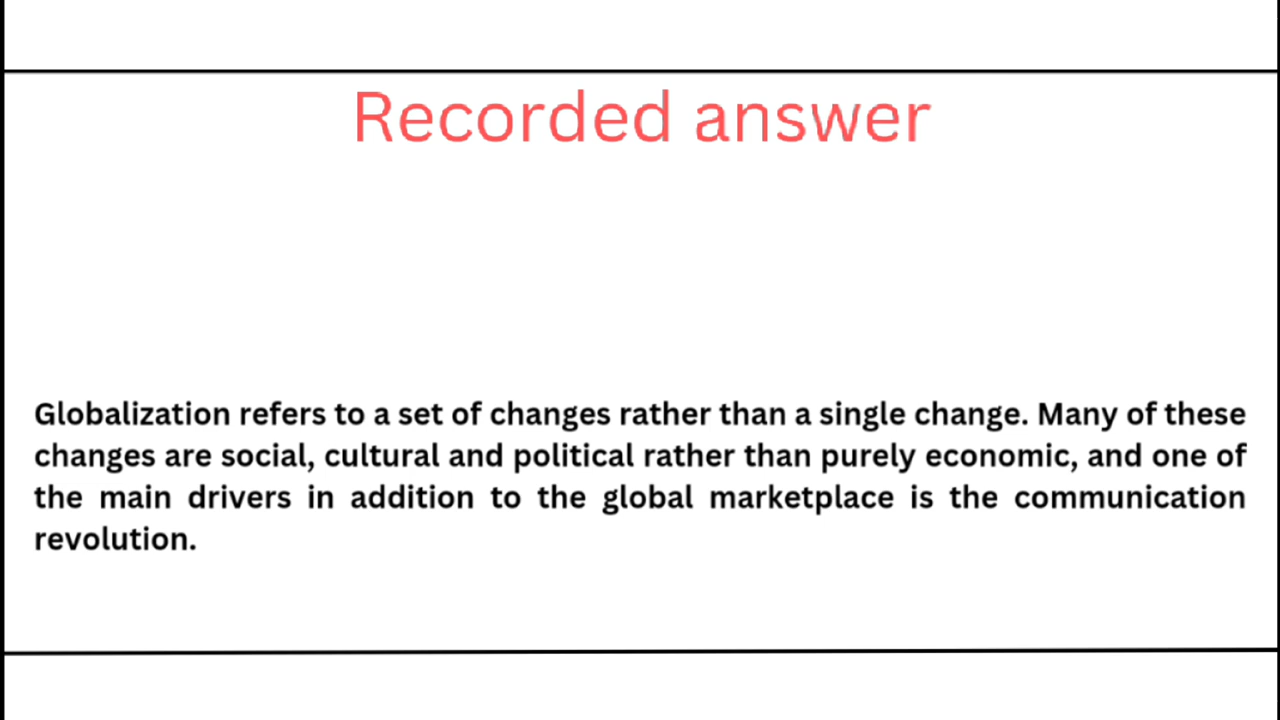 Recorded answer
Globalization refers to a set of changes rather than a single change. Many of these
changes are social, cultural and political rather than purely economic, and one of
the main drivers in addition to the global marketplace is the communication
revolution.